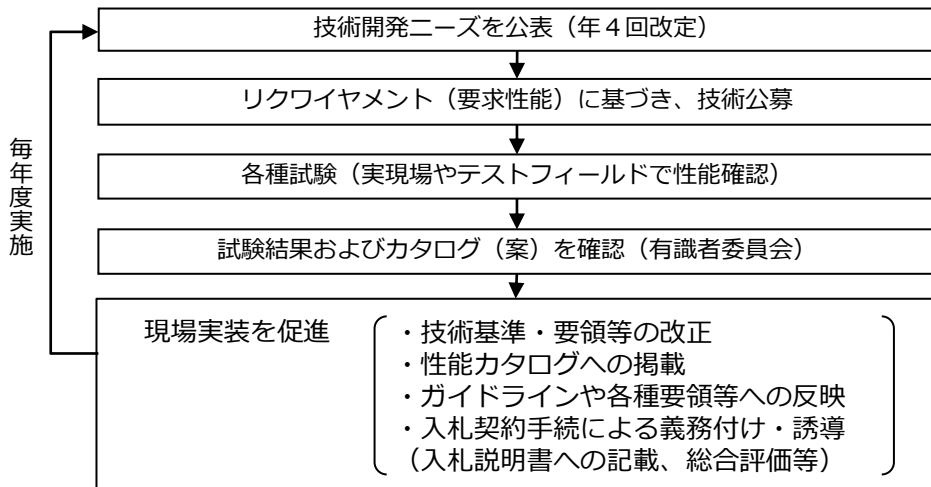 技術開発ニーズを公表（年４回改定）
リクワイヤメント（要求性能）に基づき、技術公募
各種試験（実現場やテストフィールドで性能確認）
試験結果およびカタログ（案）を確認（有識者委員会）
現場実装を促進
・技術基準・要領等の改正
・性能カタログへの掲載
・ガイドラインや各種要領等への反映
・入札契約手続による義務付け・誘導
（入札説明書への記載、総合評価等）
毎年度実施